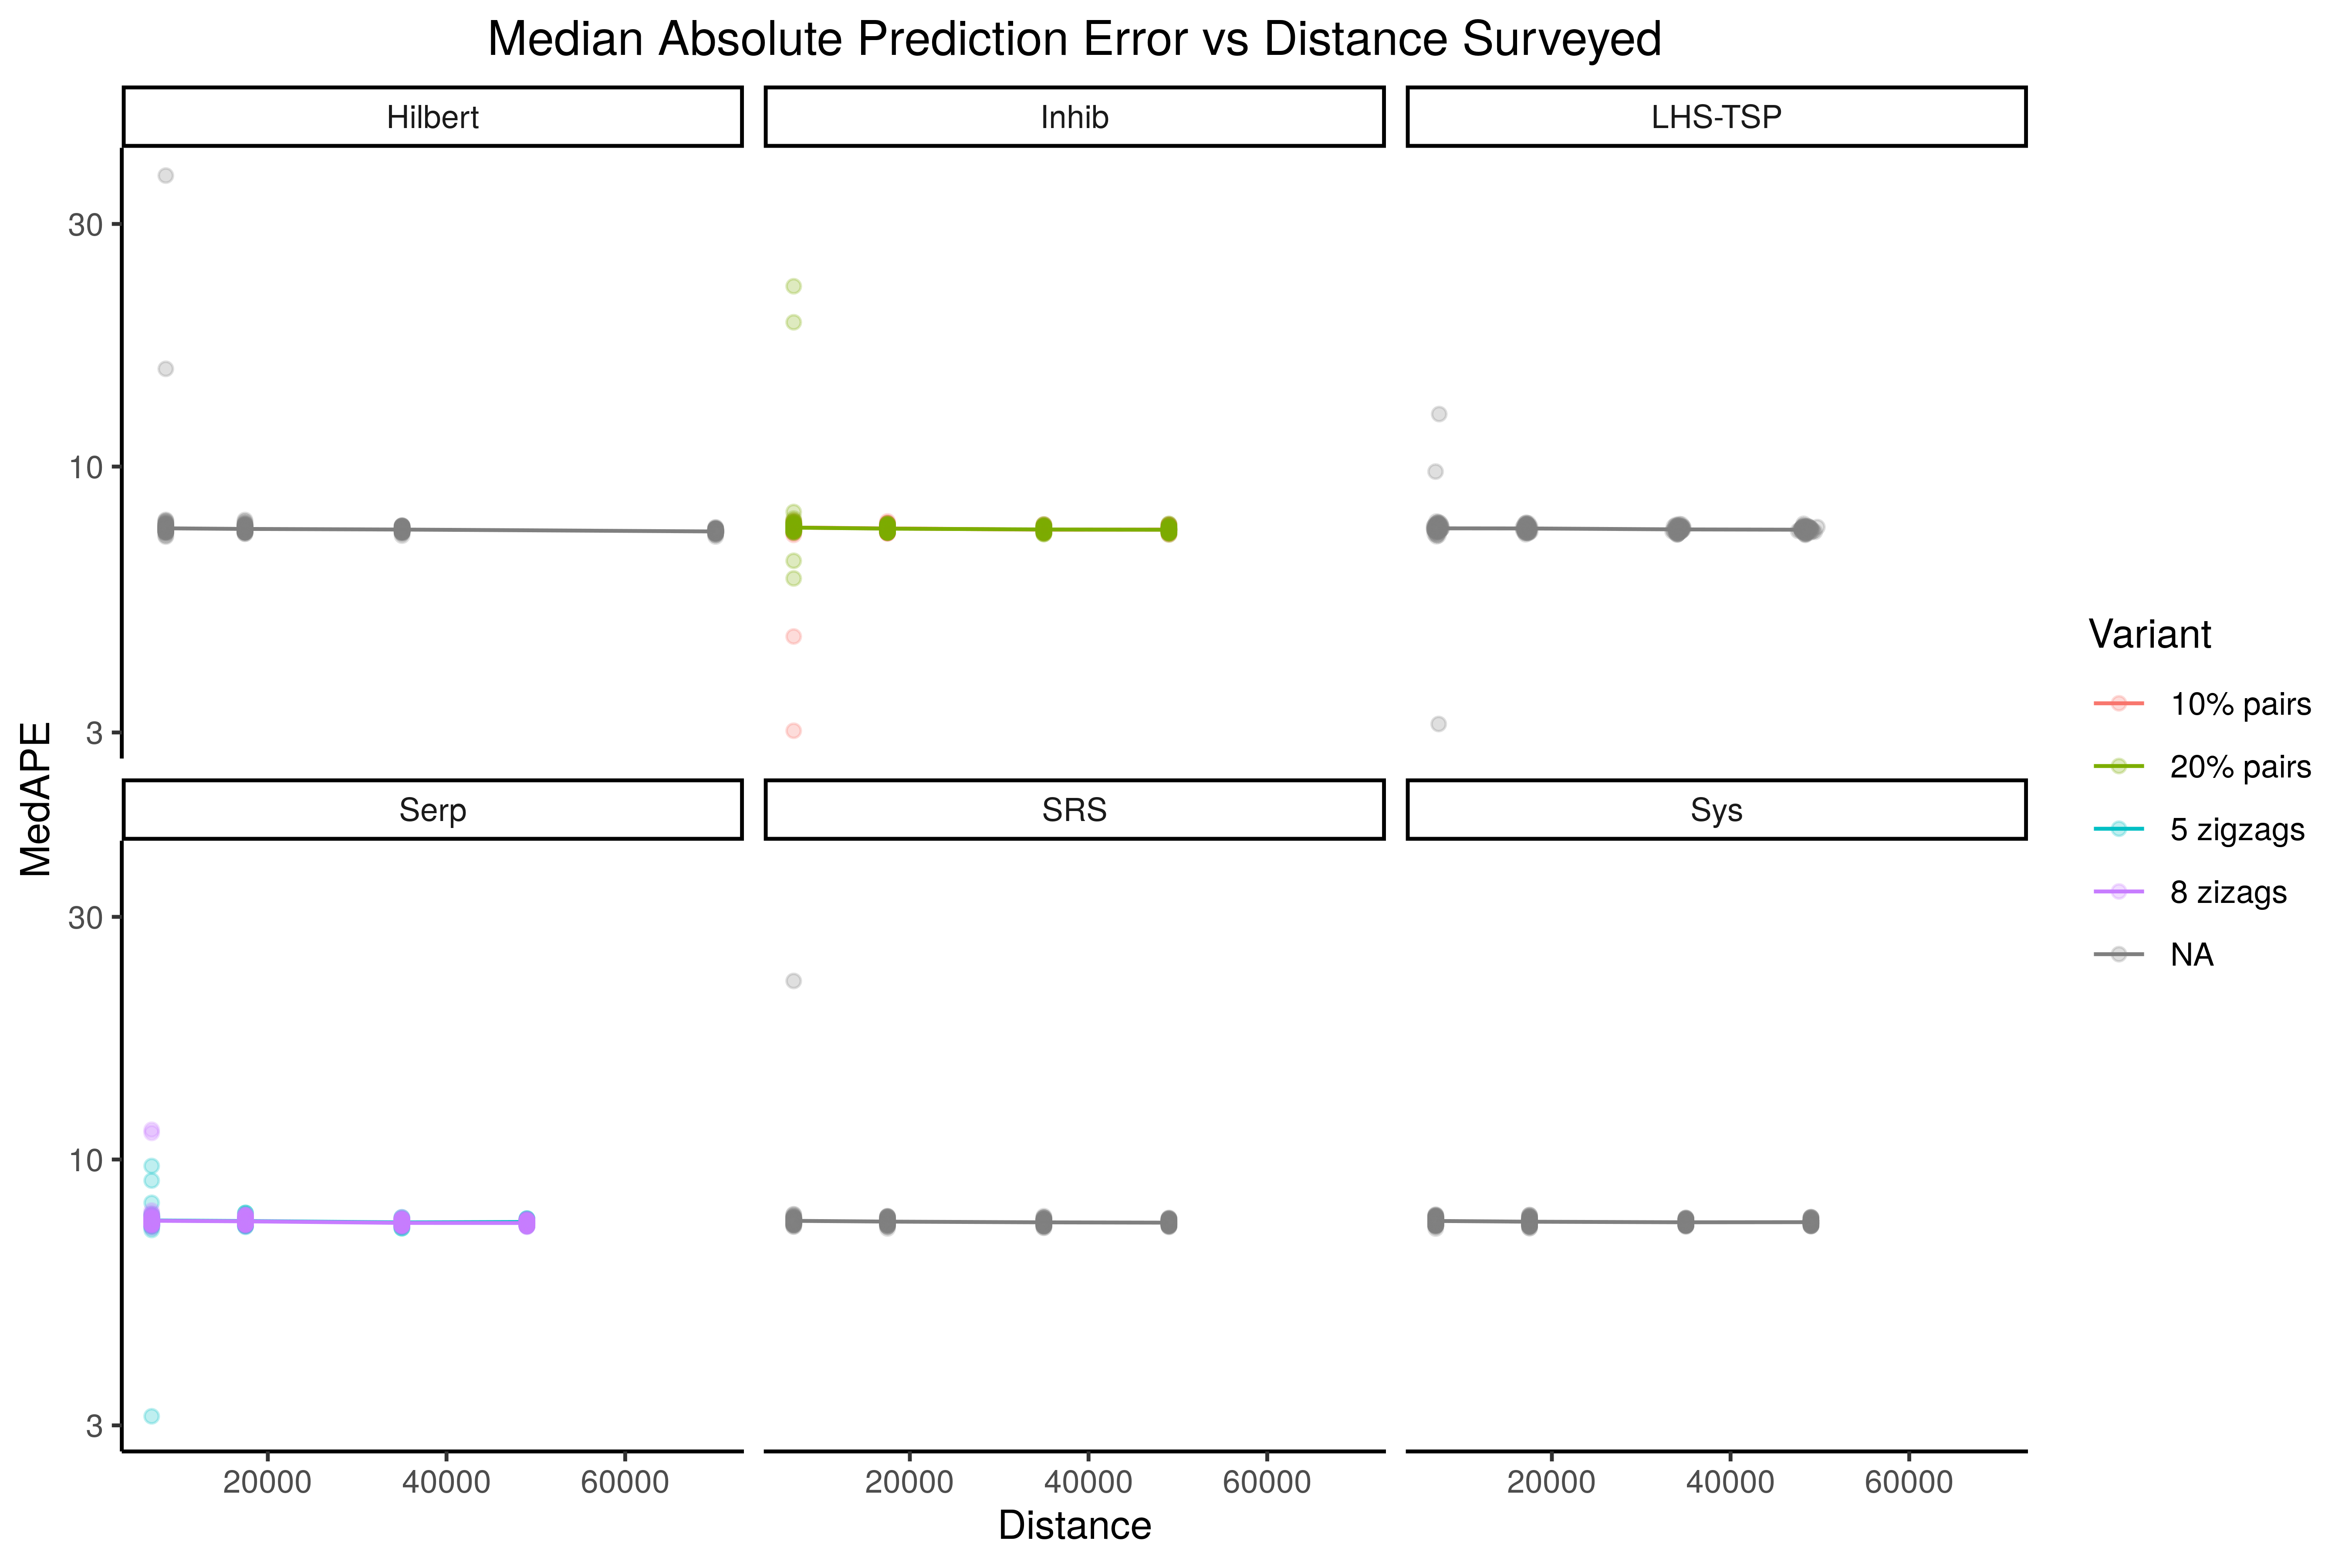 Median Absolute Prediction Error vs Distance Surveyed
Hilbert
Inhib
LHS-TSP
30
10
3
Serp
SRS
Sys
30
10
3
MedAPE
20000
40000
60000
20000
40000
60000
20000
40000
60000
Distance
Variant
10% pairs
20% pairs
5 zigzags
8 zizags
NA